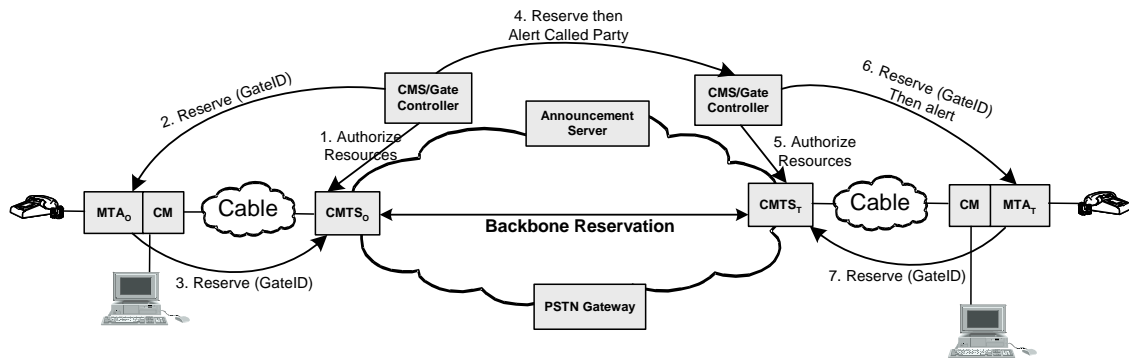 4. Reserve then
Alert Called Party
2. Reserve (GateID)
CMS/Gate
Controller
CMS/Gate
Controller
6. Reserve (GateID)
Then alert
1. Authorize
Resources
Announcement
Server
5. Authorize
Resources
MTAO
CM
Cable
CMTSO
Backbone Reservation
CMTST
Cable
CM
MTAT
3. Reserve (GateID)
7. Reserve (GateID)
PSTN Gateway